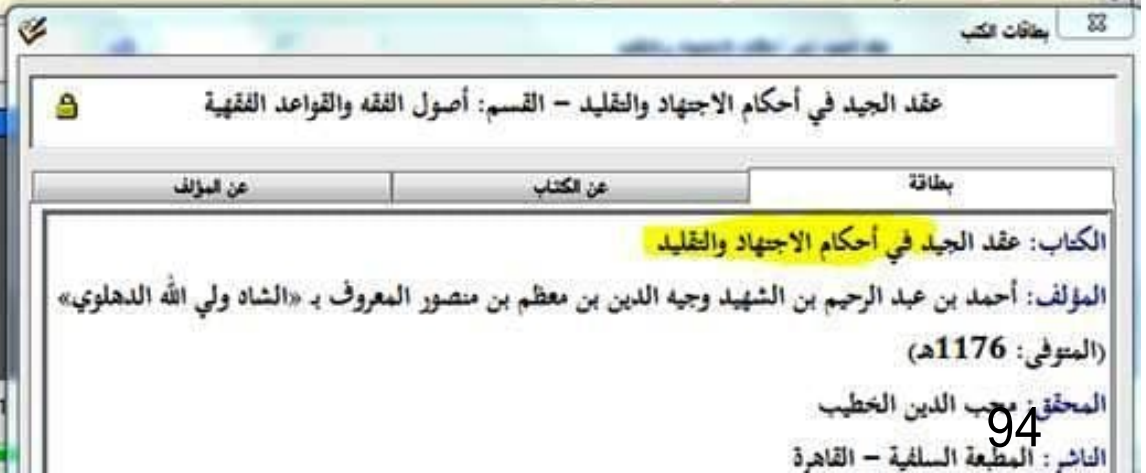 بطاقات الكتب
عقد الجيد في أحكام الاجتهاد والتقليد – القسم: أصول الفقه والقواعد الفقهية
بطاقة
عن الكتاب
عن المؤلف
الكتاب: عقد الجيد في أحكام الاجتهاد والتقليد
المؤلف: أحمد بن عبد الرحيم بن الشهيد وجيه الدين بن معظم بن منصور المعروف بـ «الشاه ولي الله الدهلوي»
(المتوفى: 1176هـ)
المحقق: محب الدين الخطيب
94
الناشر: المطبعة السلفية – القاهرة